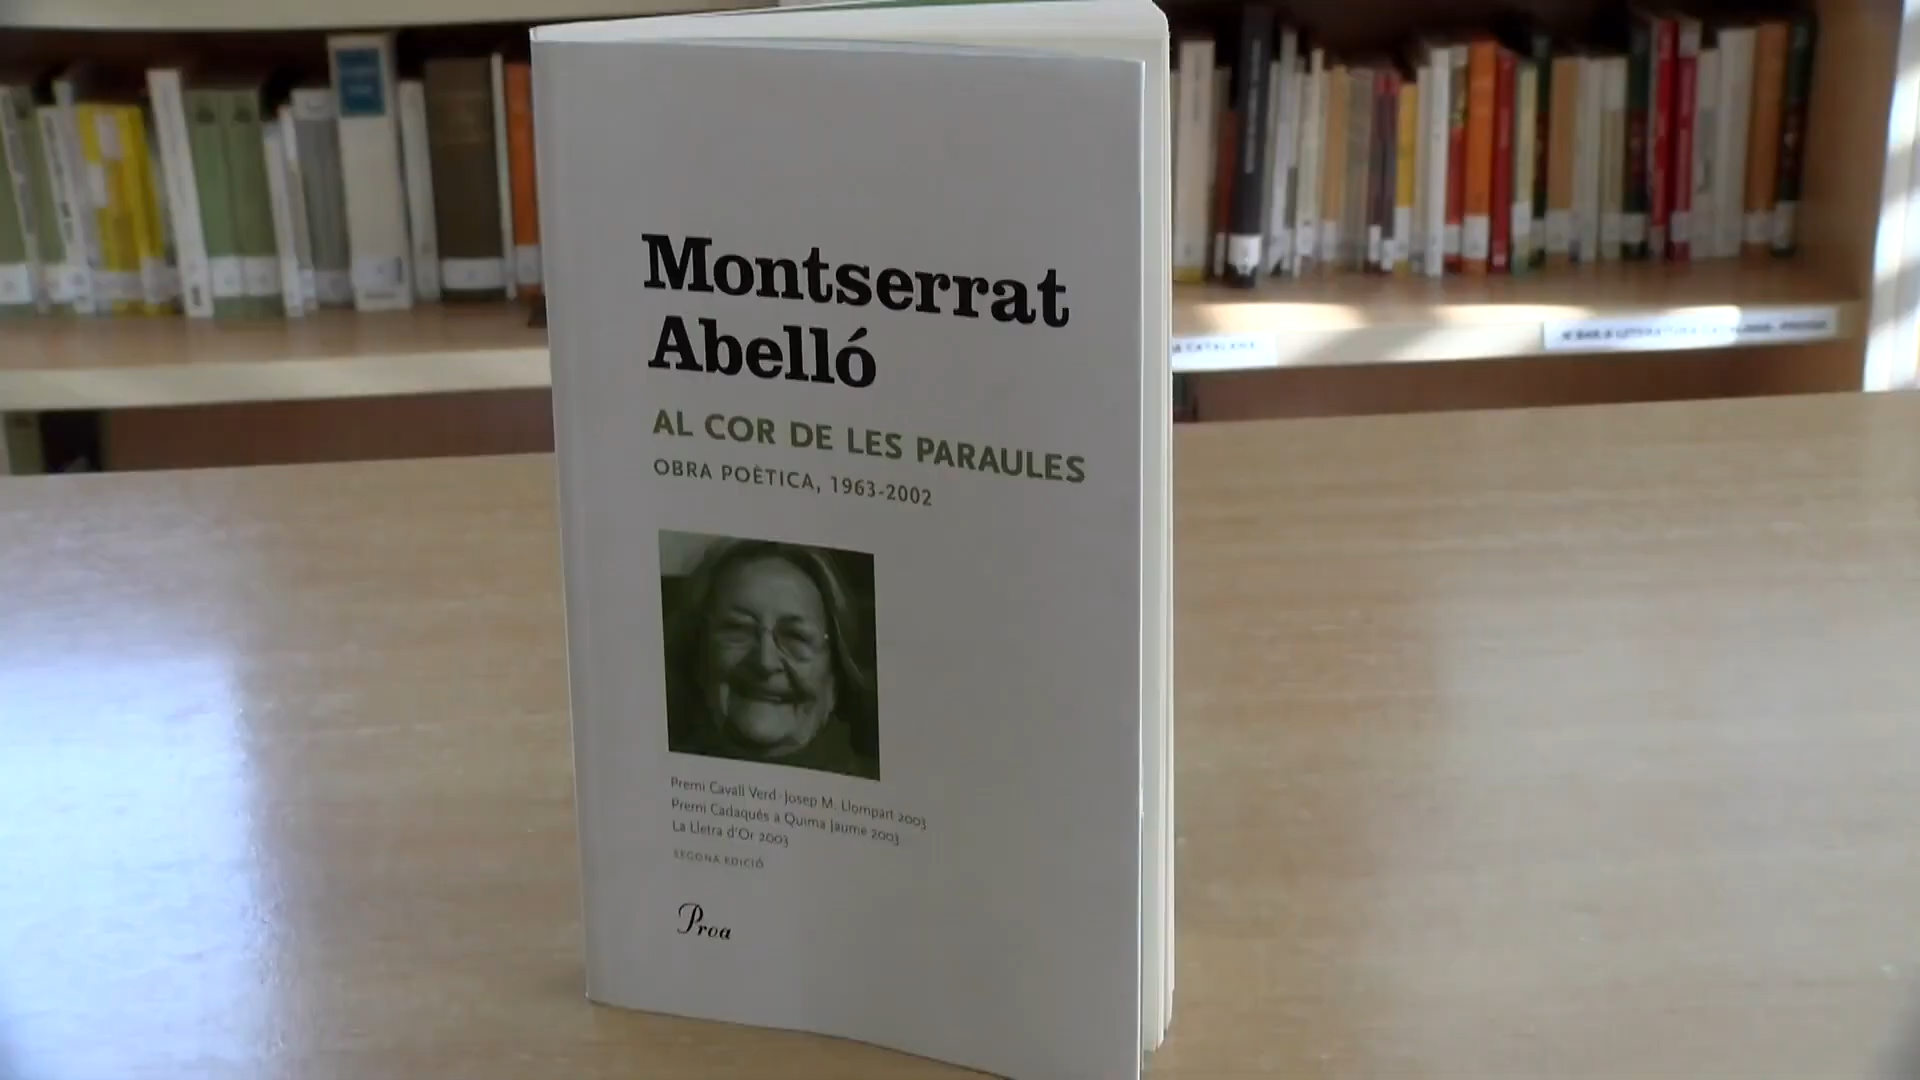 Montserrat
Abelló
AL COR DE LES PARAULES
OBRA POÈTICA, 1963-2002
Premi Cavall Verd-Josep M. Llompart 2003
Premi Cadaqués a Quima Jaume 2003
La Lletra d'Or 2003
SEGONA EDICIÓ
Proa
CATALANA